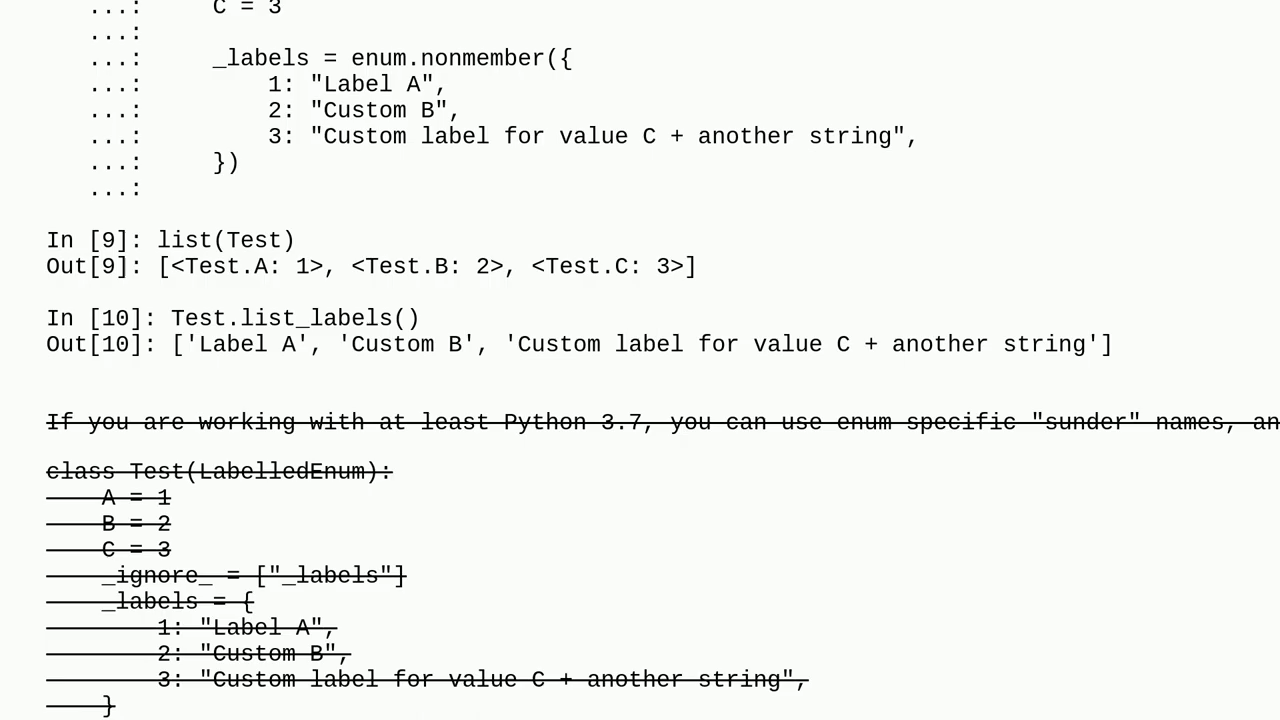 ...:     C = 3
...:
...:     _labels = enum.nonmember({
...:         1: "Label A",
...:         2: "Custom B",
...:         3: "Custom label for value C + another string",
...:     })
...:
In [9]: list(Test)
Out[9]: [<Test.A: 1>, <Test.B: 2>, <Test.C: 3>]
In [10]: Test.list_labels()
Out[10]: ['Label A', 'Custom B', 'Custom label for value C + another string']
If you are working with at least Python 3.7, you can use enum specific "sunder" names, an
class Test(LabelledEnum):
    A = 1
    B = 2
    C = 3
    _ignore_ = ["_labels"]
    _labels = {
        1: "Label A",
        2: "Custom B",
        3: "Custom label for value C + another string",
    }